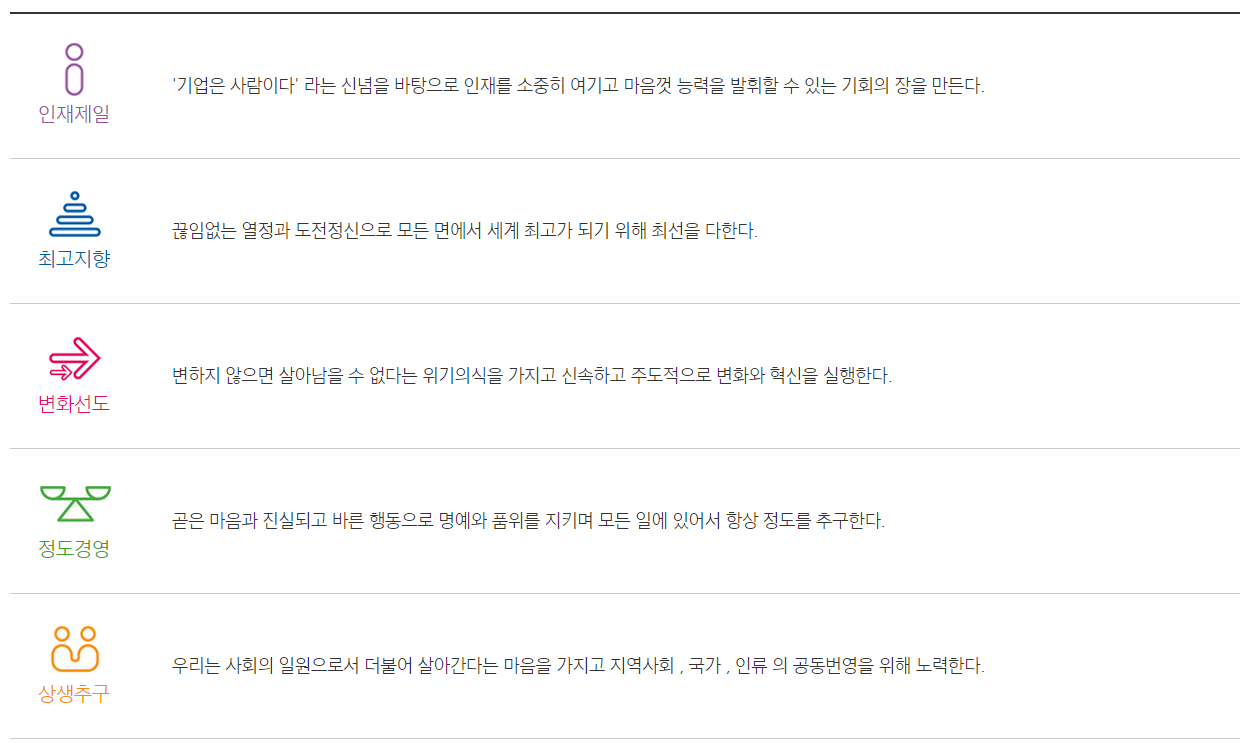 인재제일
'기업은 사람이다' 라는 신념을 바탕으로 인재를 소중히 여기고 마음껏 능력을 발휘할 수 있는 기회의 장을 만든다.
최고지향
끊임없는 열정과 도전정신으로 모든 면에서 세계 최고가 되기 위해 최선을 다한다.
변화선도
변하지 않으면 살아남을 수 없다는 위기의식을 가지고 신속하고 주도적으로 변화와 혁신을 실행한다.
정도경영
곧은 마음과 진실되고 바른 행동으로 명예와 품위를 지키며 모든 일에 있어서 항상 정도를 추구한다.
상생추구
우리는 사회의 일원으로서 더불어 살아간다는 마음을 가지고 지역사회 , 국가 , 인류 의 공동번영을 위해 노력한다.